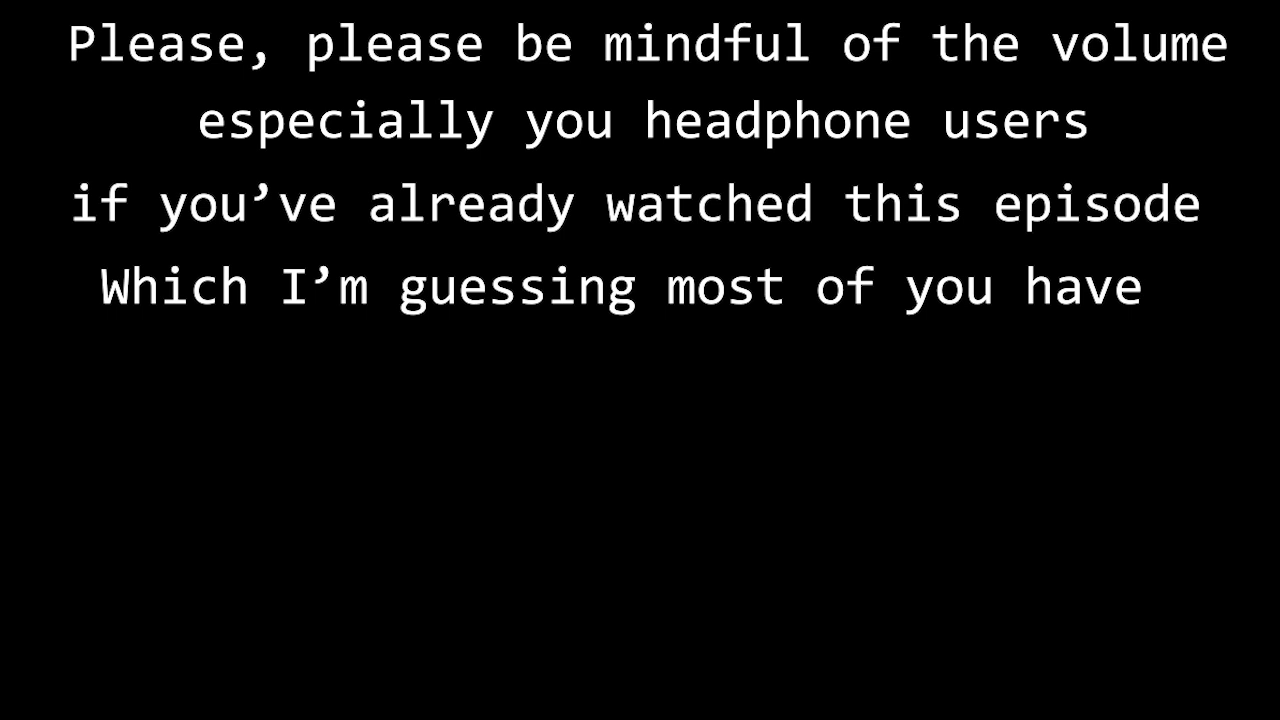 Please, please be mindful of the volume
especially you headphone users
if you’ve already watched this episode
Which I’m guessing most of you have